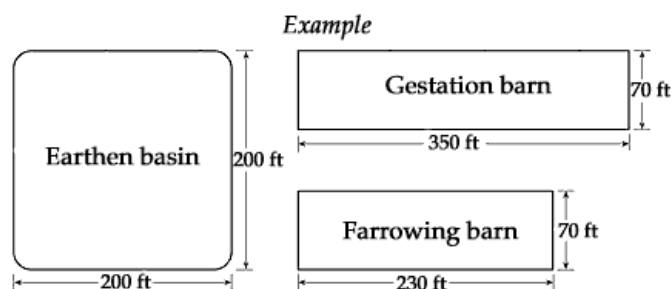 Example
Gestation barn
70 ft
350 ft
Earthen basin
200 ft
200 ft
Farrowing barn
70 ft
230 ft